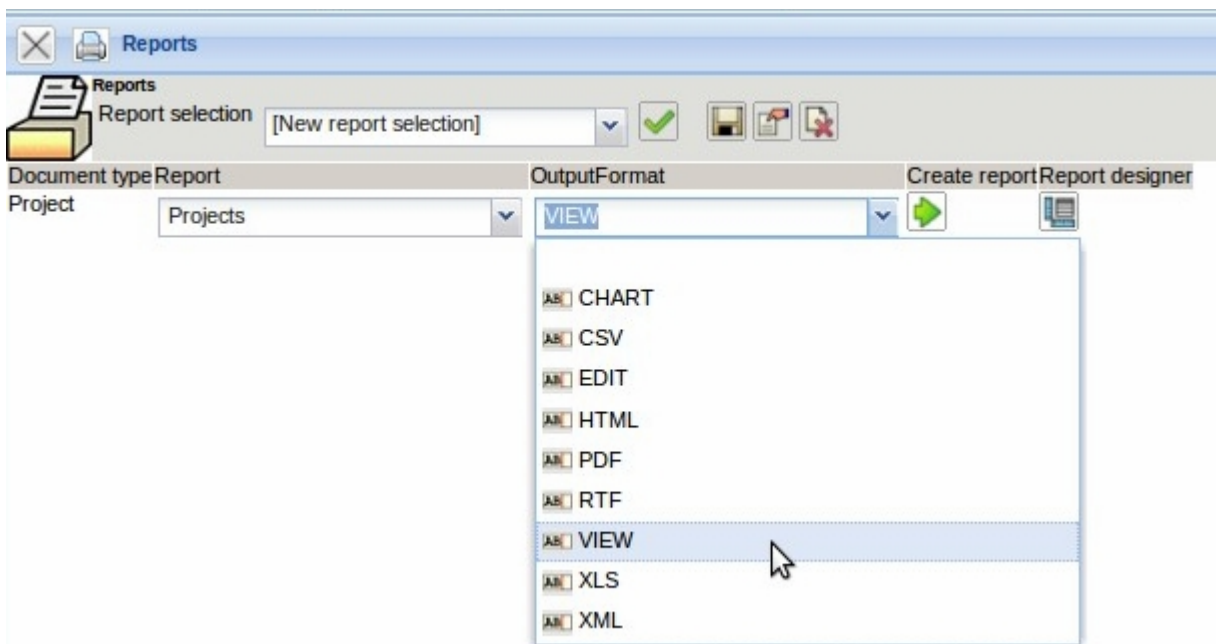 Reports
Reports
Report selection [New report selection]
Document type Report OutputFormat Create report Report designer
Project Projects VIEW
CHART
CSV
EDIT
HTML
PDF
RTF
VIEW
XLS
XML